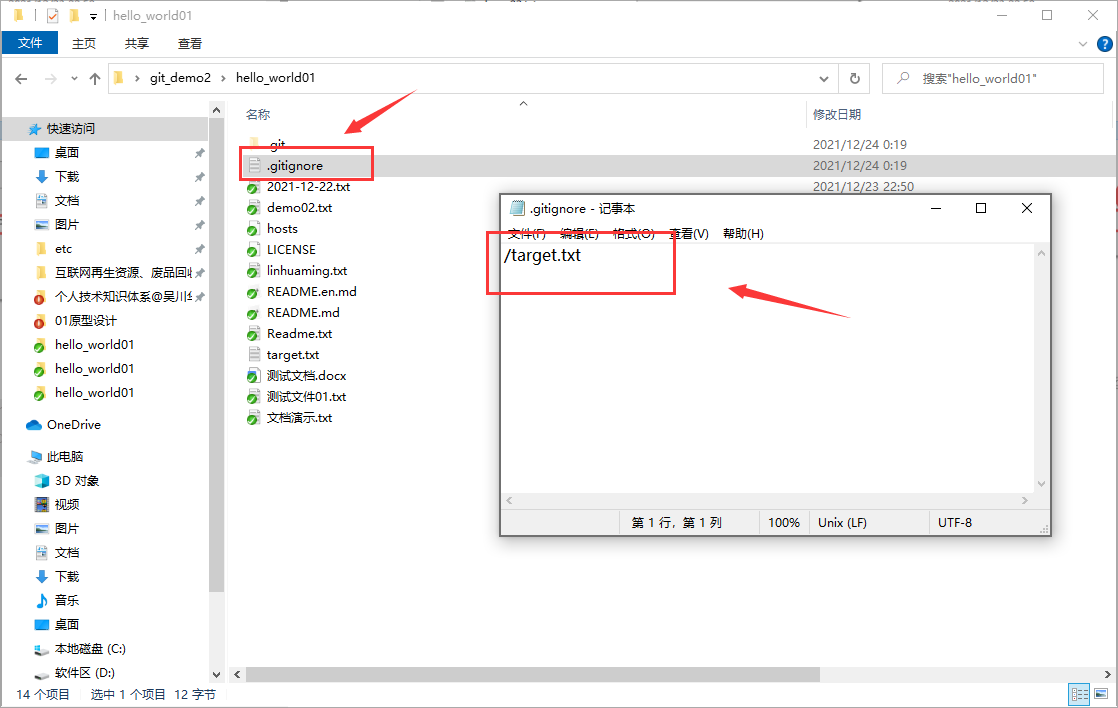 hello_world01
文件 主页 共享 查看
git_demo2 hello_world01 搜索"hello_world01"
名称 修改日期
快速访问
桌面
下载
文档
图片
etc
互联网再生资源、废品回收
个人技术知识体系@吴川华
01原型设计
hello_world01
hello_world01
hello_world01
OneDrive
此电脑
3D 对象
视频
图片
文档
下载
音乐
桌面
本地磁盘 (C:)
软件区 (D:)
.git 2021/12/24 0:19
.gitignore 2021/12/24 0:19
2021-12-22.txt 2021/12/23 22:50
demo02.txt
hosts
LICENSE
linhuaming.txt
README.en.md
README.md
Readme.txt
target.txt
测试文档.docx
测试文件01.txt
文档演示.txt
.gitignore - 记事本
文件(F) 编辑(E) 格式(O) 查看(V) 帮助(H)
/target.txt
第 1 行，第 1 列 100% Unix (LF) UTF-8
14 个项目 选中 1 个项目 12 字节